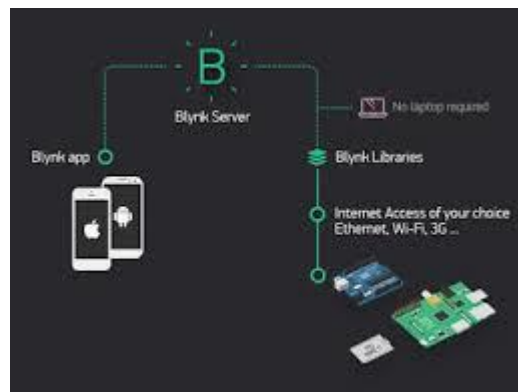 B
Blynk Server
No laptop required
Blynk app
Blynk Libraries
Internet Access of your choice
Ethernet, Wi-Fi, 3G ...